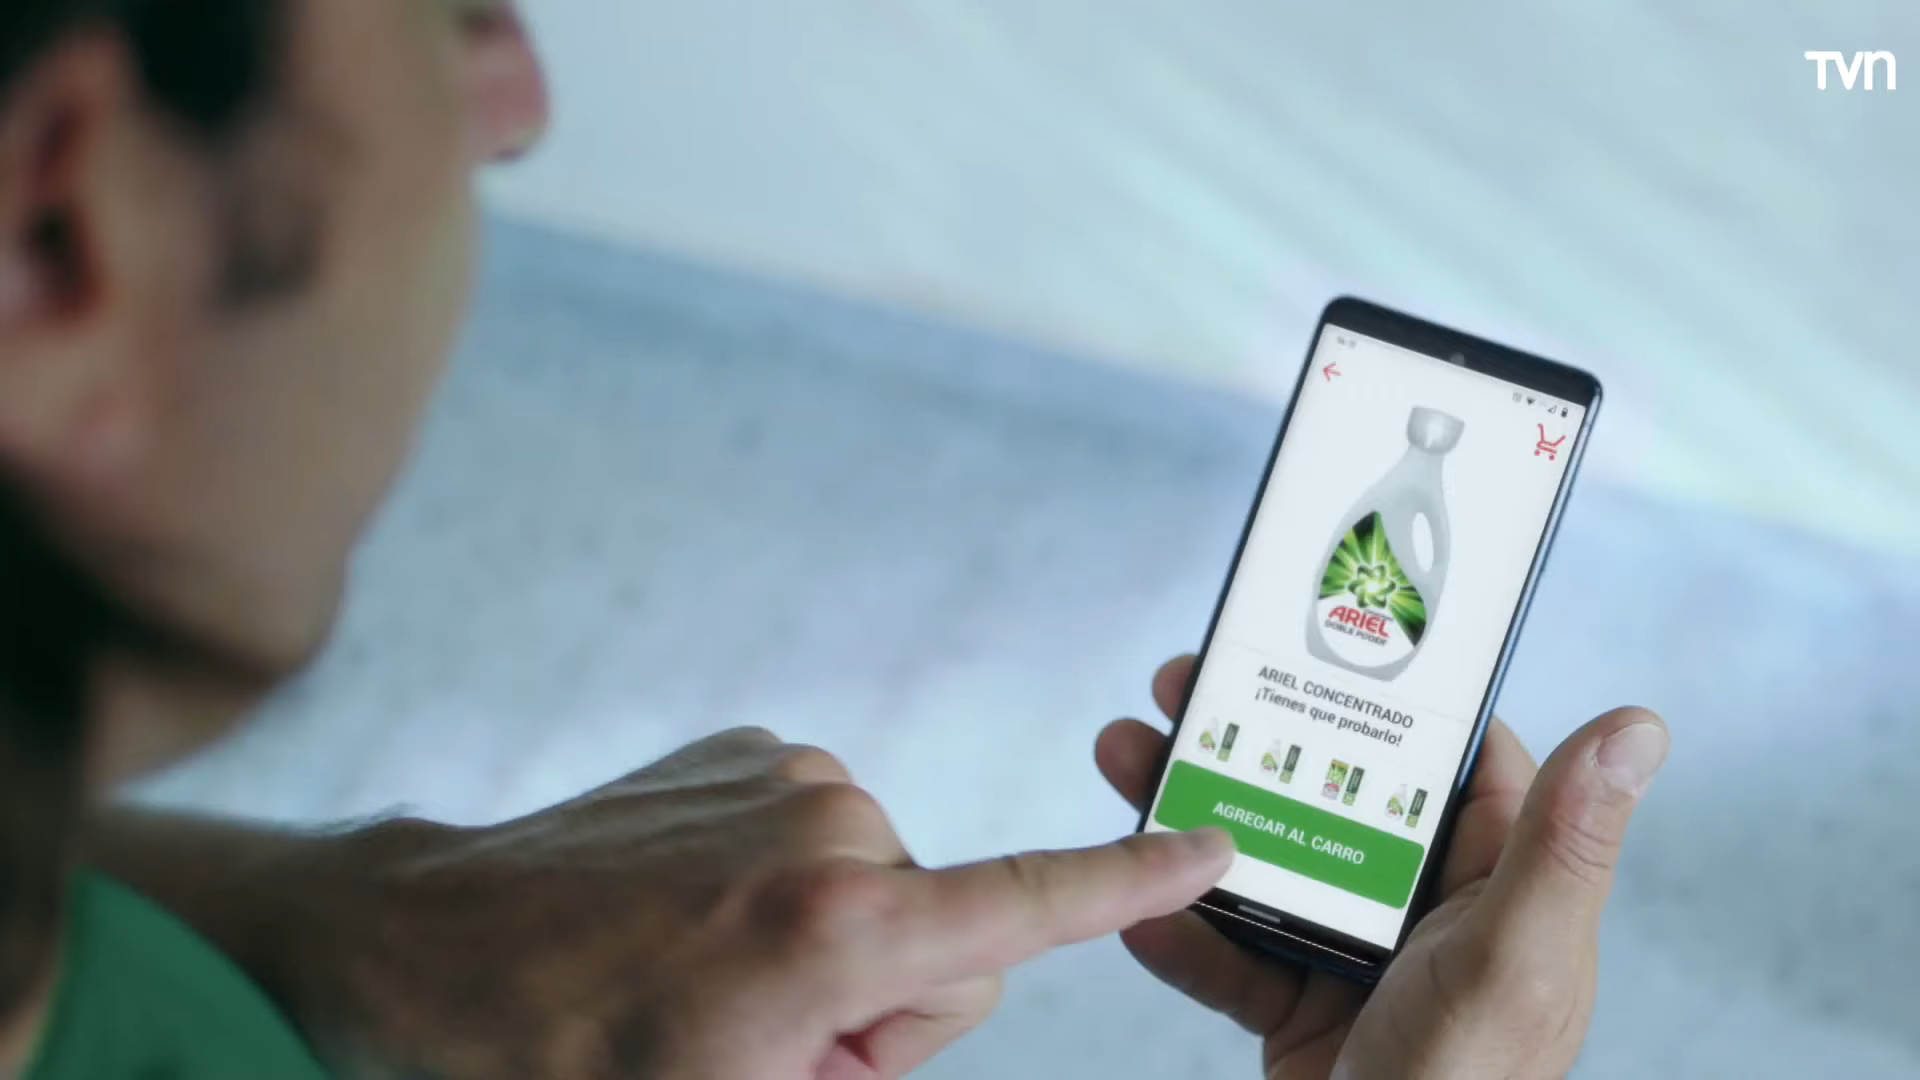 TVN
ARIEL
DOBLE PODER
ARIEL CONCENTRADO
¡Tienes que probarlo!
AGREGAR AL CARRO